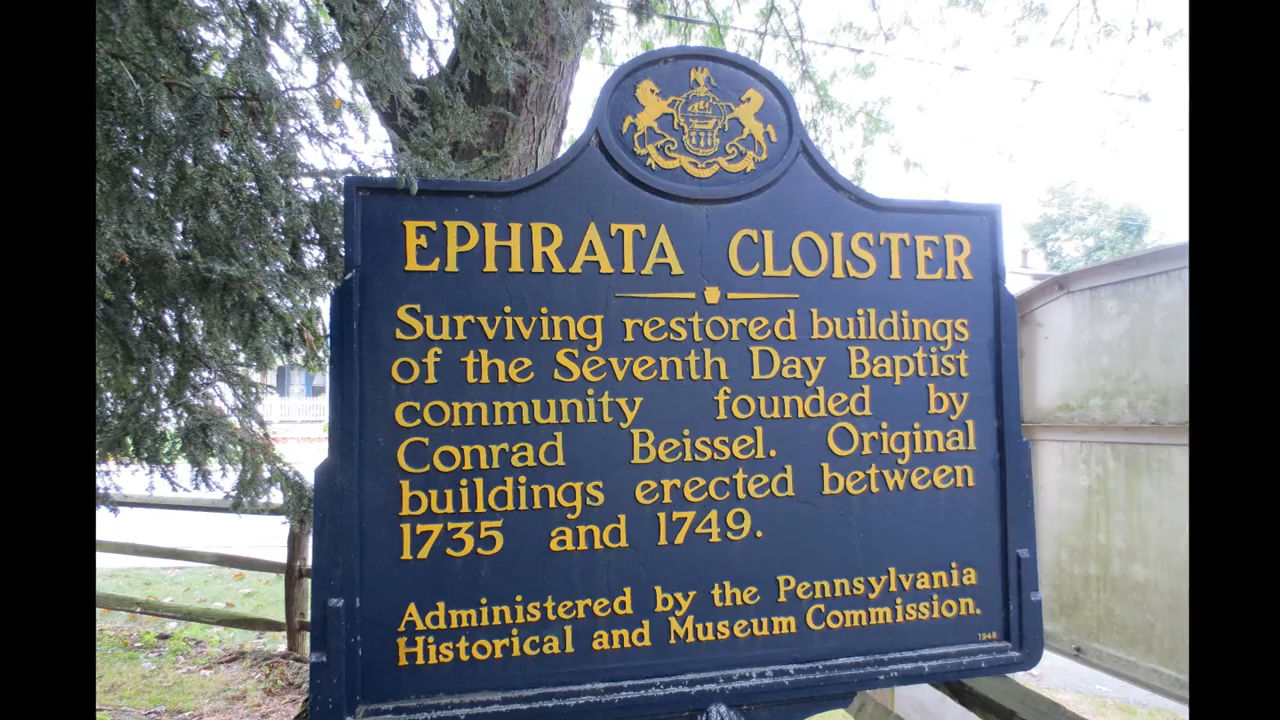 EPHRATA CLOISTER
Surviving restored buildings
of the Seventh Day Baptist
community founded by
Conrad Beissel. Original
buildings erected between
1735 and 1749.
Administered by the Pennsylvania
Historical and Museum Commission.
1948